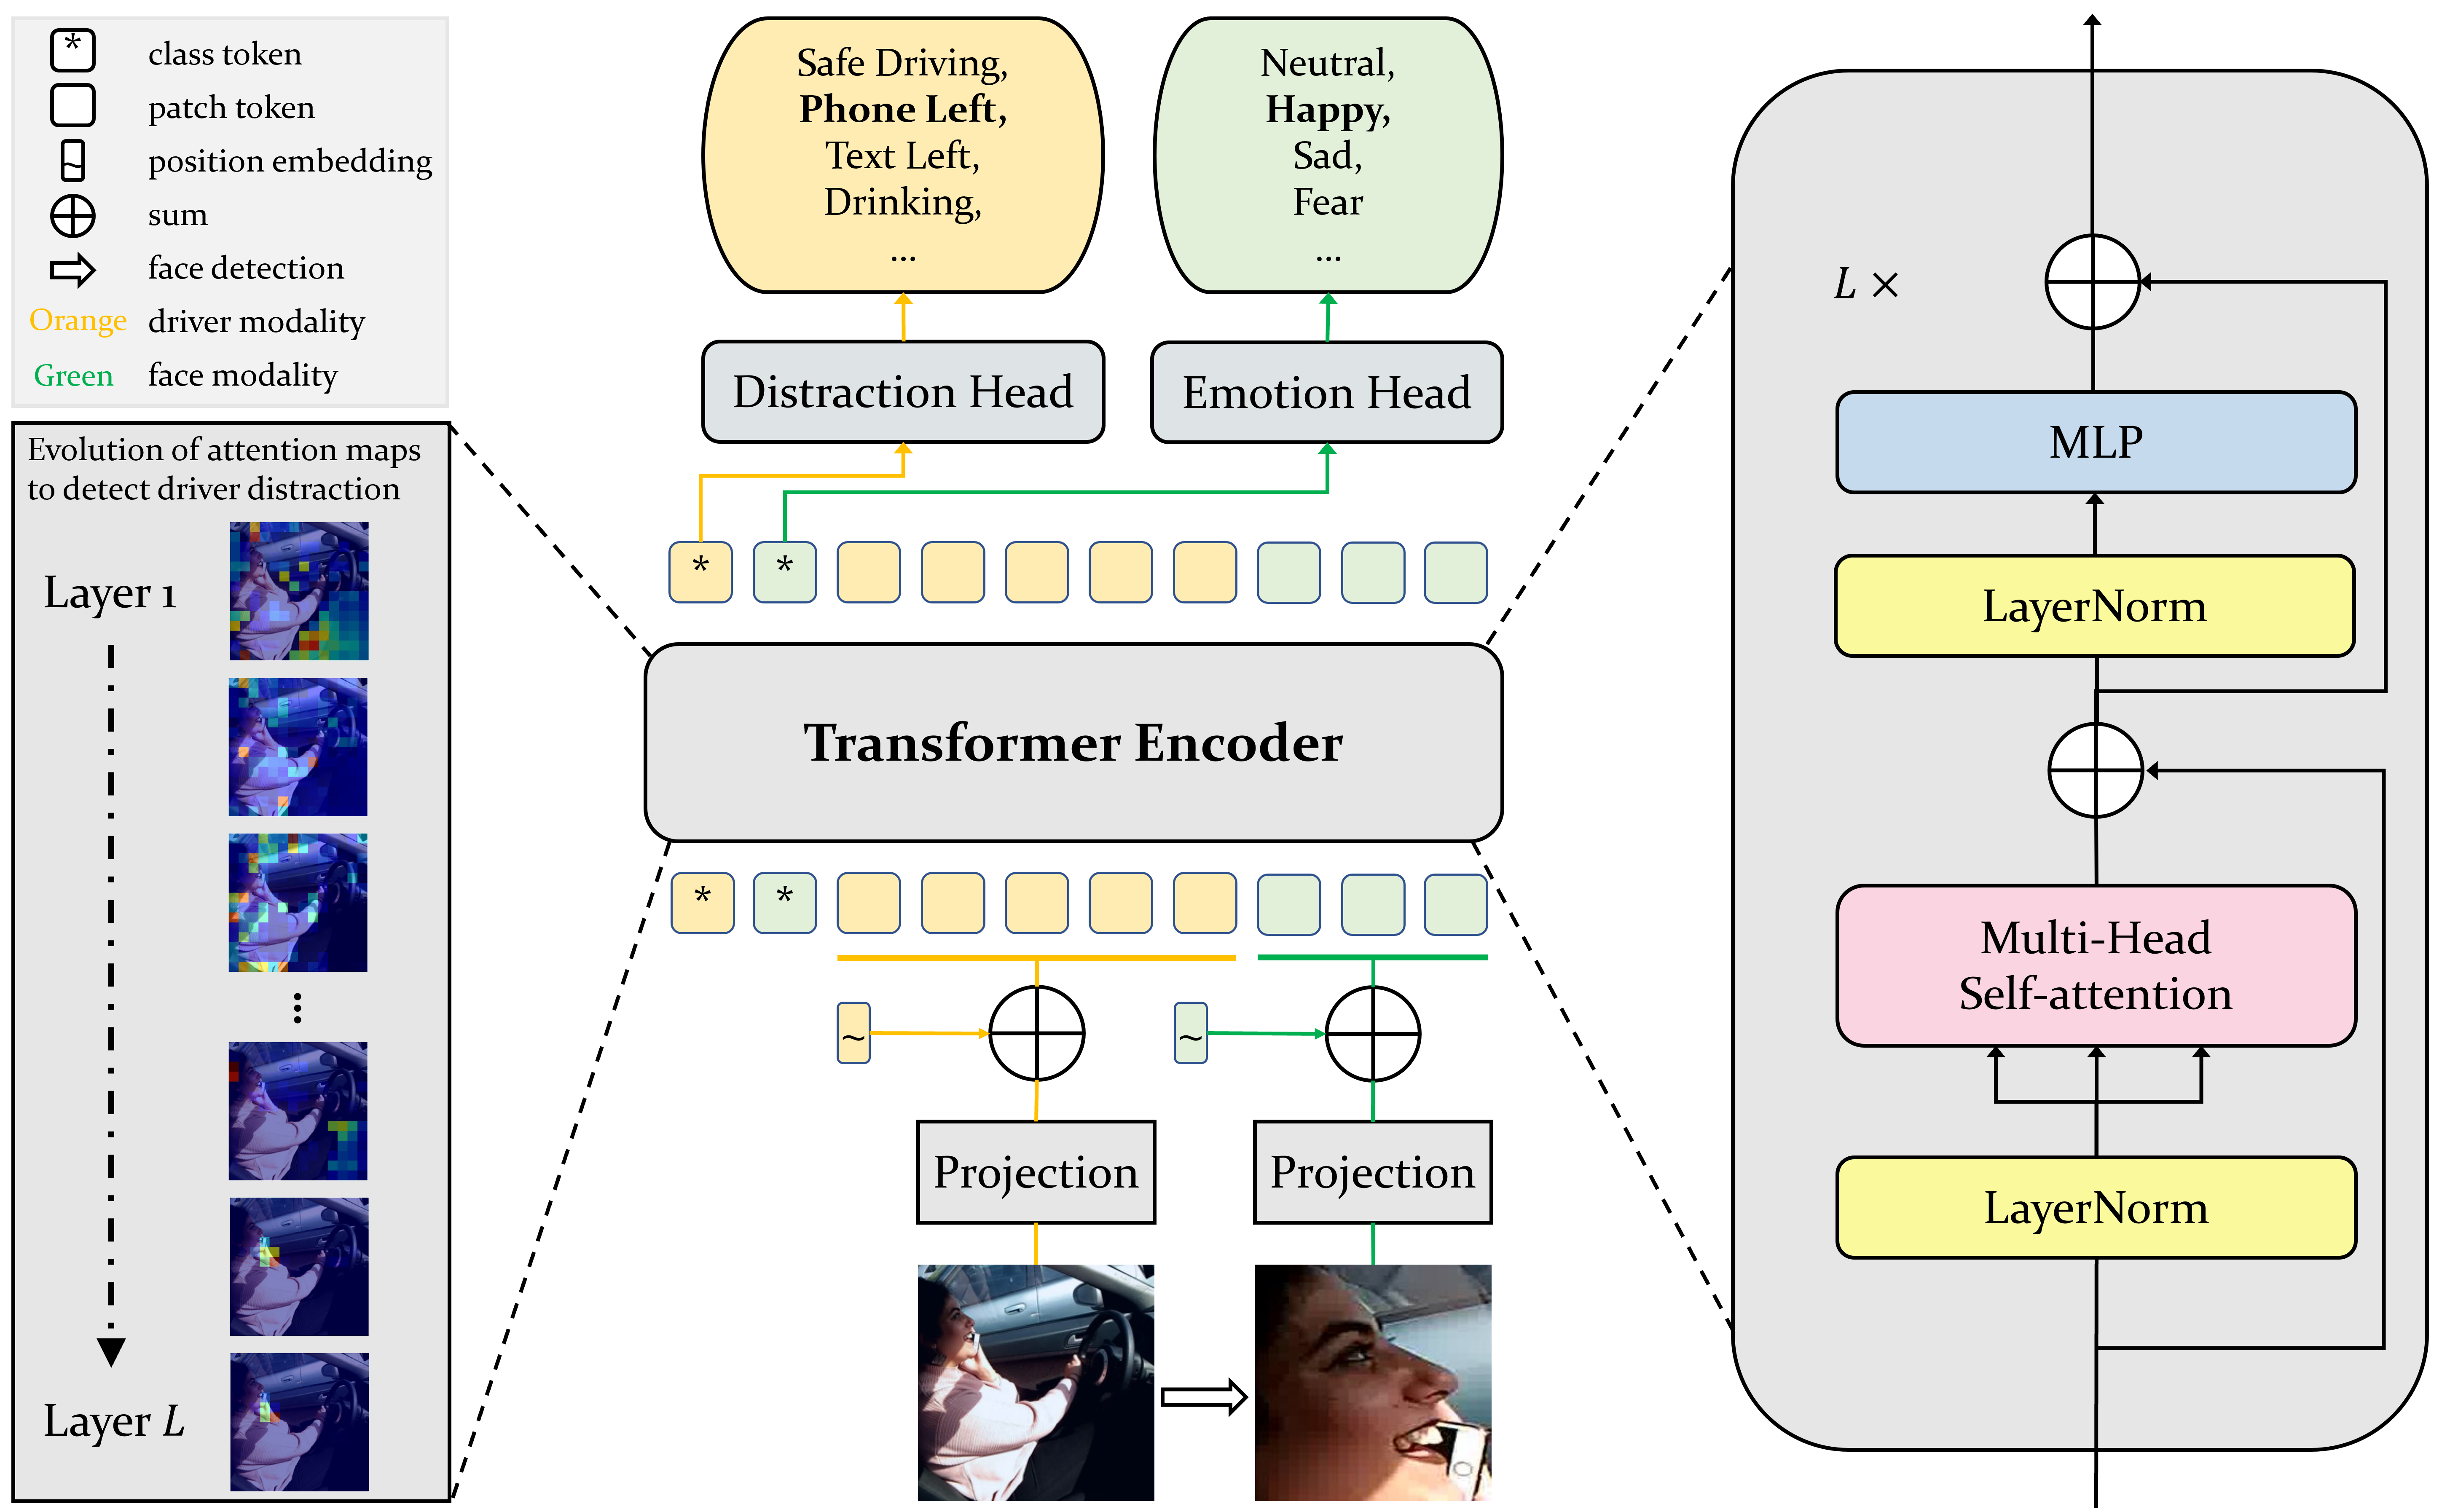 * class token
patch token
~ position embedding
sum
face detection
Orange driver modality
Green face modality
Evolution of attention maps
to detect driver distraction
Layer 1
Layer L
Safe Driving,
Phone Left,
Text Left,
Drinking,
...
Neutral,
Happy,
Sad,
Fear
...
Distraction Head
Emotion Head
* *
Transformer Encoder
* *
~ ~
Projection
Projection
L ×
MLP
LayerNorm
Multi-Head
Self-attention
LayerNorm